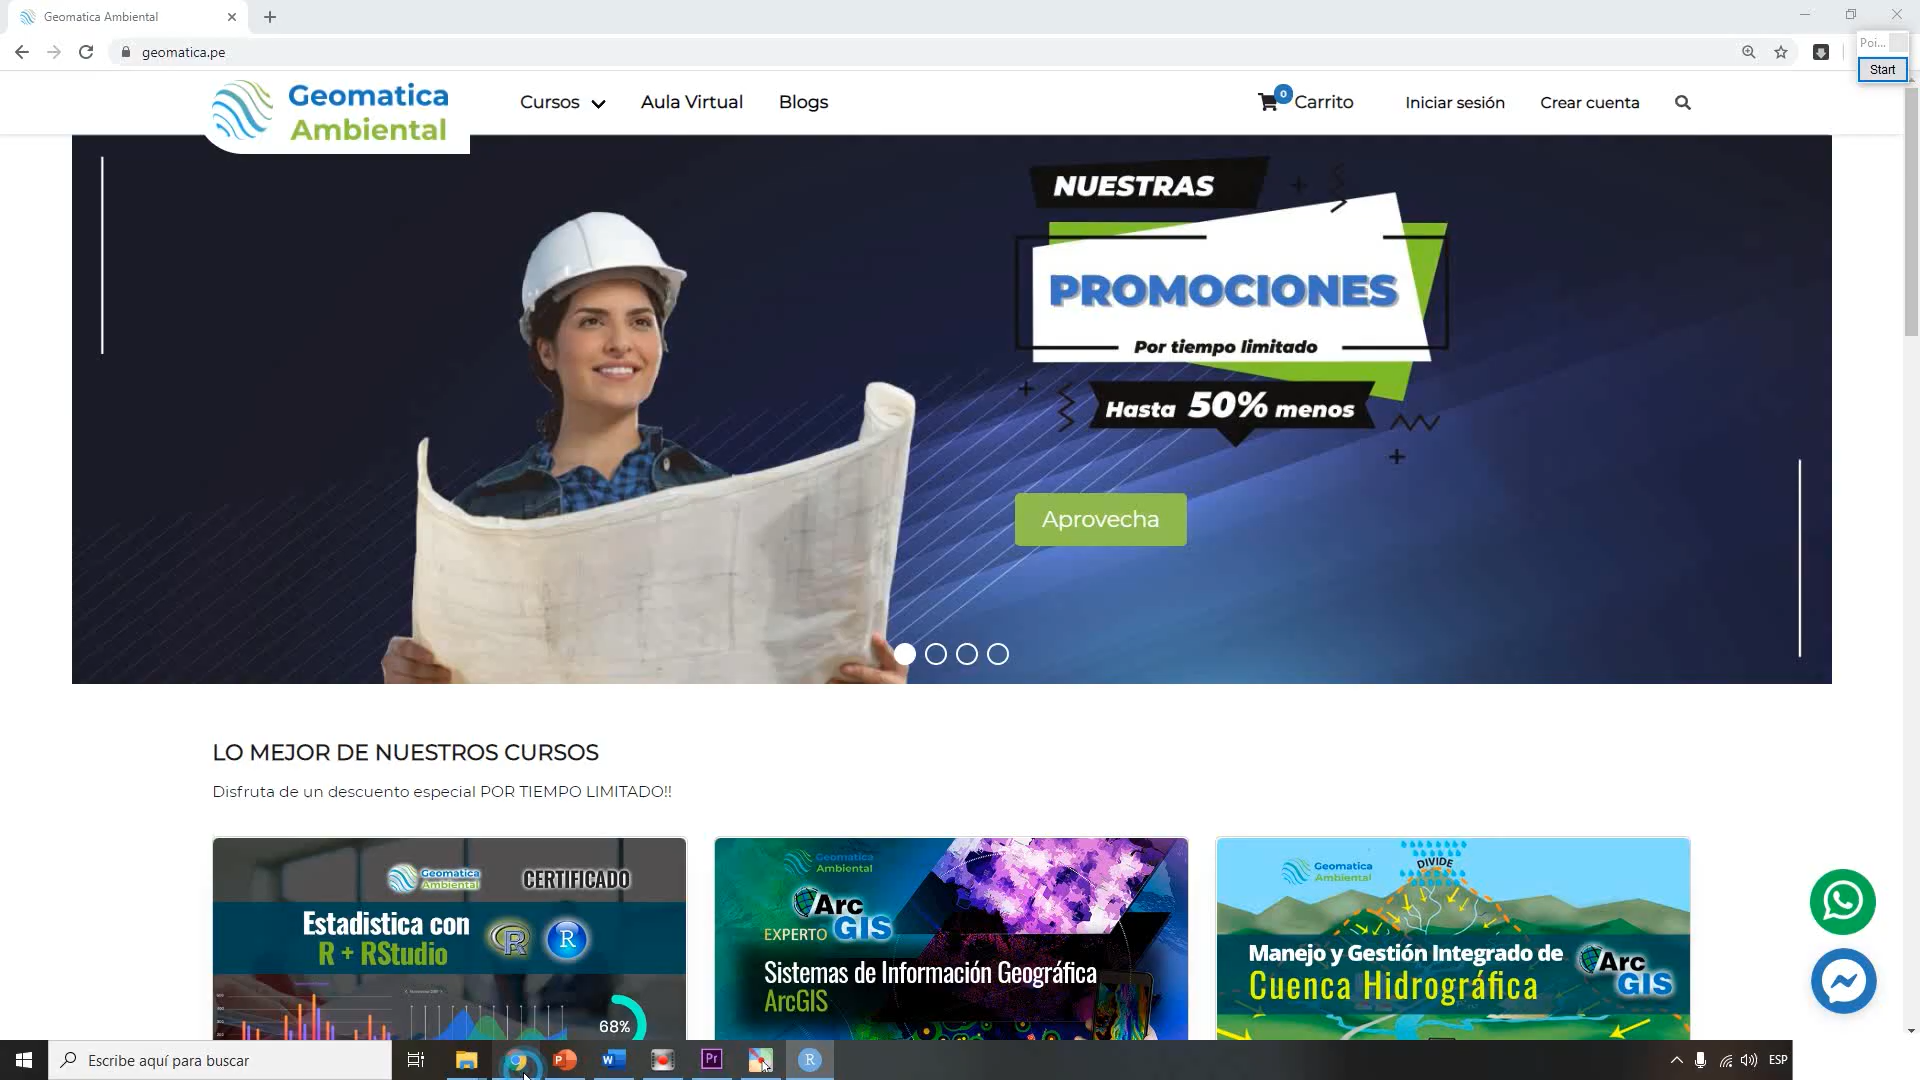 Geomatica Ambiental
geomatica.pe
Poi...
Start
Geomatica
Ambiental
Cursos
Aula Virtual
Blogs
0
Carrito
Iniciar sesión
Crear cuenta
NUESTRAS
PROMOCIONES
Por tiempo limitado
Hasta 50% menos
Aprovecha
LO MEJOR DE NUESTROS CURSOS
Disfruta de un descuento especial POR TIEMPO LIMITADO!!
Geomatica
Ambiental
CERTIFICADO
Estadistica con
R + RStudio
R
R
68%
Geomatica
Ambiental
Arc
GIS
EXPERTO
Sistemas de Información Geográfica
ArcGIS
Geomatica
Ambiental
DIVIDE
Manejo y Gestión Integrado de
Cuenca Hidrográfica
Arc
GIS
Escribe aquí para buscar
Pr
R
ESP